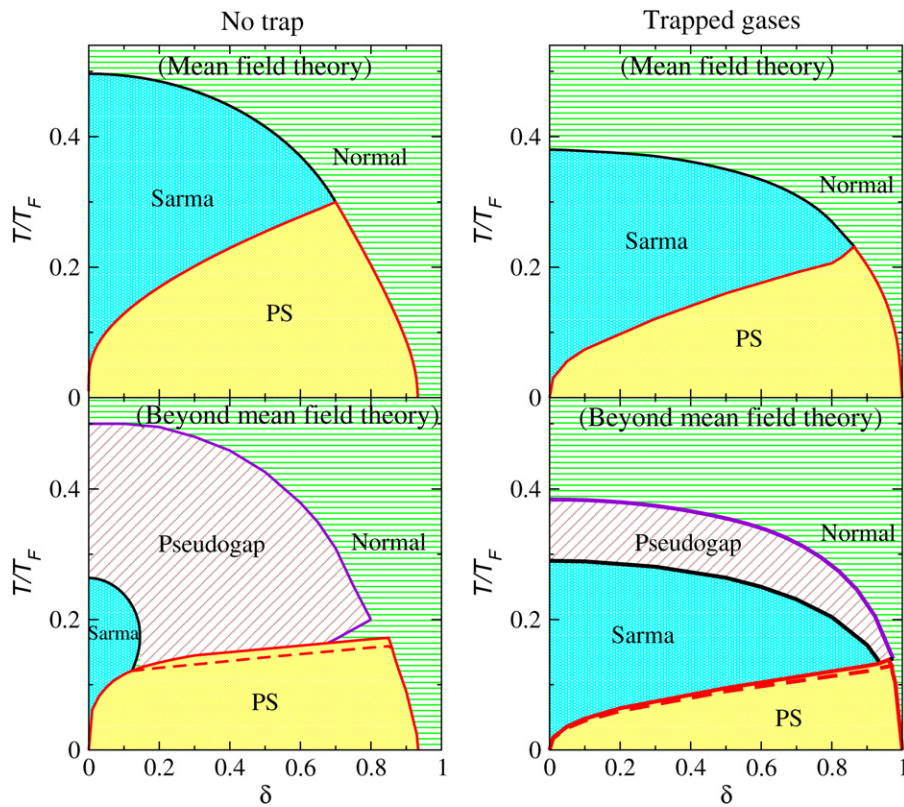 No trap
Trapped gases
(Mean field theory)
(Mean field theory)
Normal
Normal
Sarma
Sarma
PS
PS
T/T_F
T/T_F
0.4
0.2
0
0.4
0.2
0
(Beyond mean field theory)
(Beyond mean field theory)
Normal
Normal
Pseudogap
Pseudogap
Sarma
Sarma
PS
PS
T/T_F
T/T_F
0.4
0.2
0
0.4
0.2
0
0 0.2 0.4 0.6 0.8 1
0 0.2 0.4 0.6 0.8 1
δ
δ